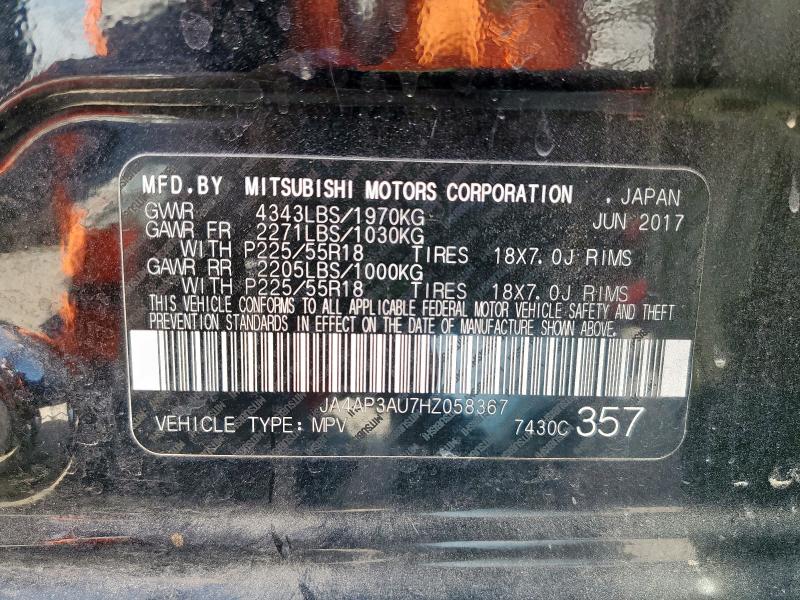 MFD.BY MITSUBISHI MOTORS CORPORATION . JAPAN
GVWR 4343LBS/1970KG JUN 2017
GAWR FR 2271LBS/1030KG
WITH P225/55R18 TIRES 18X7.0J RIMS
GAWR RR 2205LBS/1000KG
WITH P225/55R18 TIRES 18X7.0J RIMS
THIS VEHICLE CONFORMS TO ALL APPLICABLE FEDERAL MOTOR VEHICLE SAFETY AND THEFT
PREVENTION STANDARDS IN EFFECT ON THE DATE OF MANUFACTURE SHOWN ABOVE.
JA4AP3AU7HZ058367
VEHICLE TYPE: MPV 7430C 357